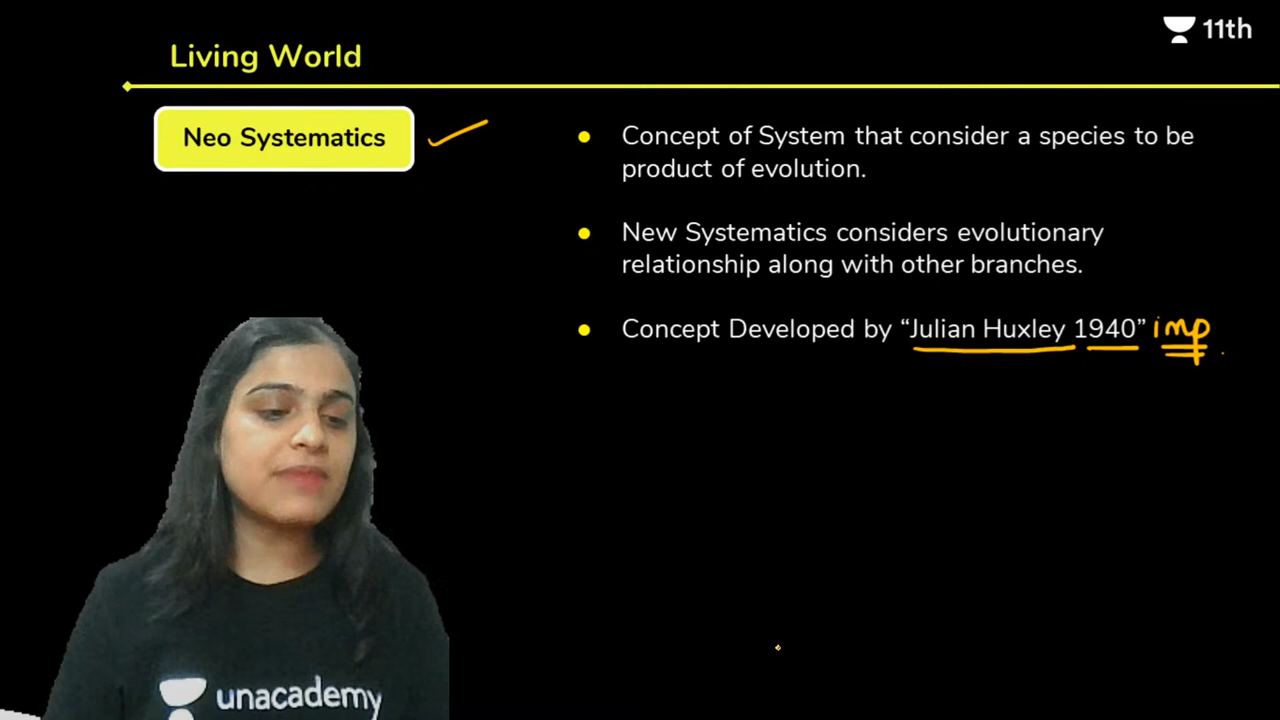 11th
Living World
Neo Systematics
● Concept of System that consider a species to be
product of evolution.
● New Systematics considers evolutionary
relationship along with other branches.
● Concept Developed by “Julian Huxley 1940” imp
unacademy